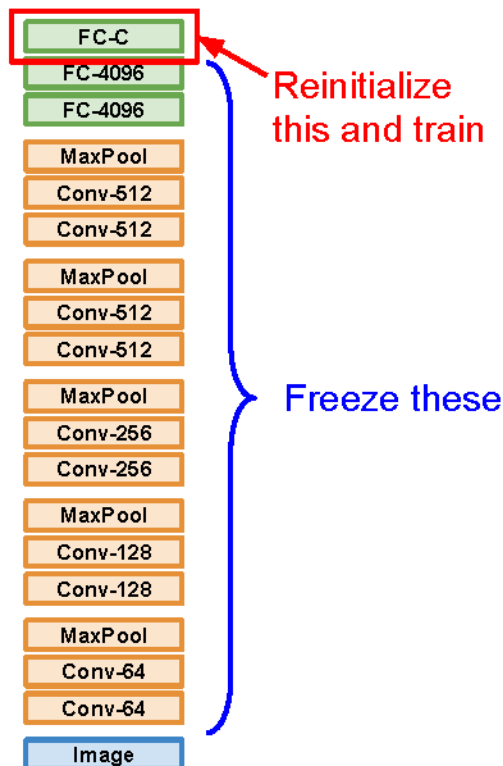 FC-C
FC-4096
FC-4096
MaxPool
Conv-512
Conv-512
MaxPool
Conv-512
Conv-512
MaxPool
Conv-256
Conv-256
MaxPool
Conv-128
Conv-128
MaxPool
Conv-64
Conv-64
Image
Reinitialize
this and train
Freeze these